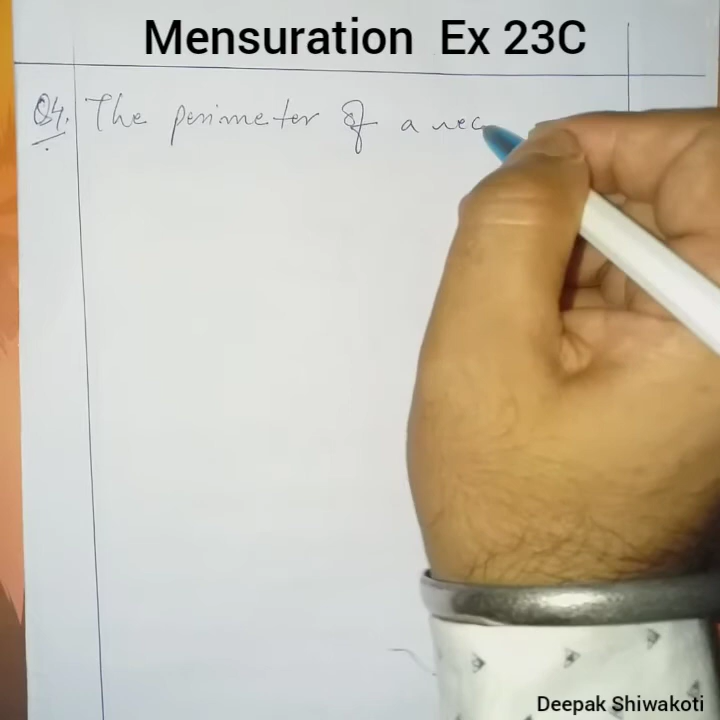 Mensuration Ex 23C
Q4. The perimeter of a rec
Deepak Shiwakoti